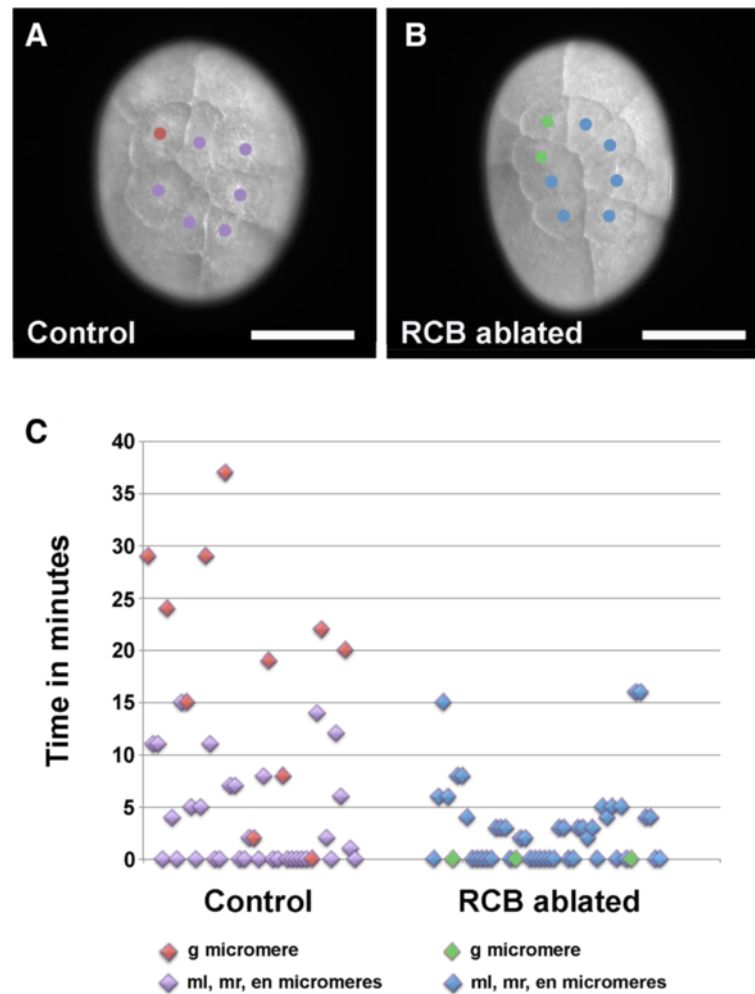 A
B
Control
RCB ablated
C
Time in minutes
40
35
30
25
20
15
10
5
0
Control
RCB ablated
g micromere
g micromere
ml, mr, en micromeres
ml, mr, en micromeres